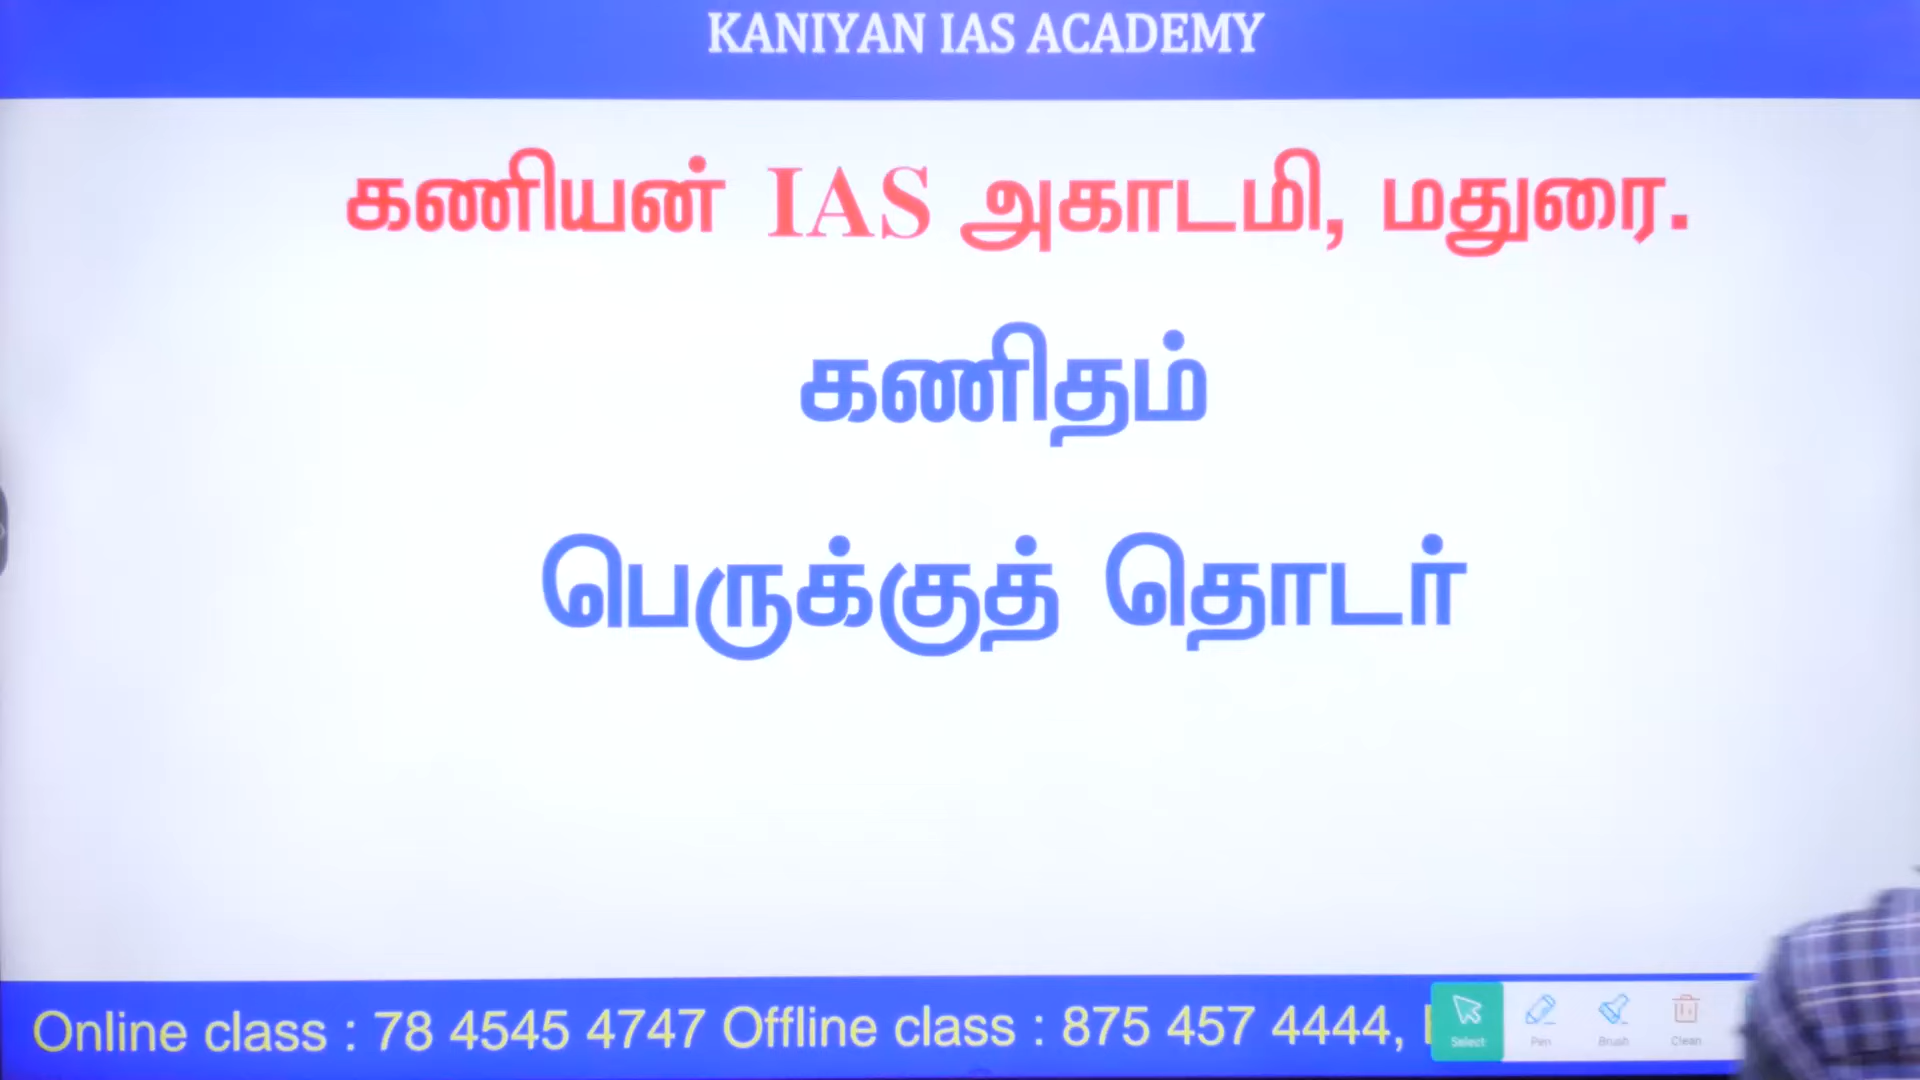 KANIYAN IAS ACADEMY
கணியன் IAS அகாடமி, மதுரை.
கணிதம்
பெருக்குத் தொடர்
Online class : 78 4545 4747 Offline class : 875 457 4444,
Select Pen Brush Clean